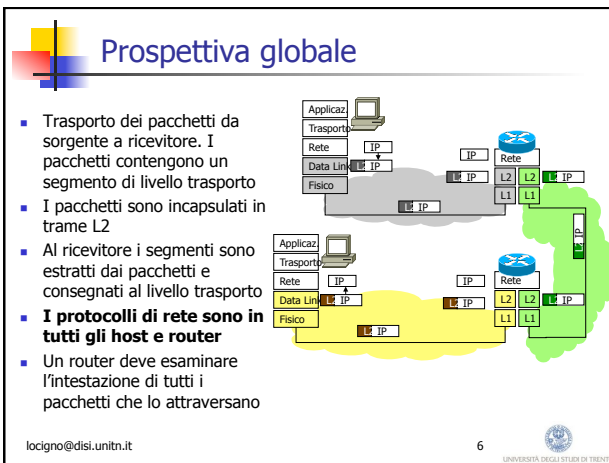 Prospettiva globale
Trasporto dei pacchetti da
sorgente a ricevitore. I
pacchetti contengono un
segmento di livello trasporto
I pacchetti sono incapsulati in
trame L2
Al ricevitore i segmenti sono
estratti dai pacchetti e
consegnati al livello trasporto
I protocolli di rete sono in
tutti gli host e router
Un router deve esaminare
l'intestazione di tutti i
pacchetti che lo attraversano
Applicaz.
Trasporto
Rete
IP
Data Link
IP
Fisico
IP
IP
Rete
IP
L2
L2
IP
L1
L1
IP
Applicaz.
Trasporto
Rete
IP
Data Link
IP
Fisico
IP
IP
Rete
IP
L2
L2
IP
L1
L1
locigno@disi.unitn.it
6
UNIVERSITÀ DEGLI STUDI DI TRENTO